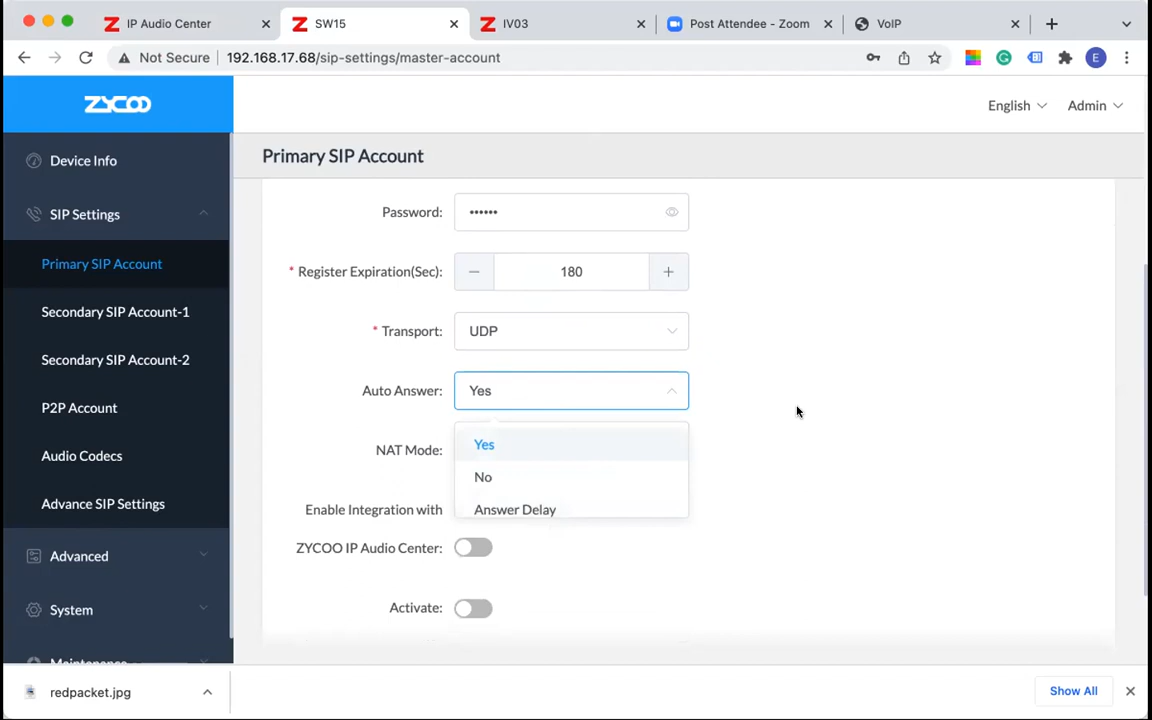 IP Audio Center
SW15
IV03
Post Attendee - Zoom
VoIP
Not Secure
192.168.17.68/sip-settings/master-account
E
ZYCOO
English
Admin
Device Info
SIP Settings
Primary SIP Account
Secondary SIP Account-1
Secondary SIP Account-2
P2P Account
Audio Codecs
Advance SIP Settings
Advanced
System
Maintenance
Primary SIP Account
Password: ••••••
* Register Expiration(Sec): − 180 +
* Transport: UDP
Auto Answer: Yes
NAT Mode:
Yes
No
Answer Delay
Enable Integration with
ZYCOO IP Audio Center:
Activate:
redpacket.jpg
Show All